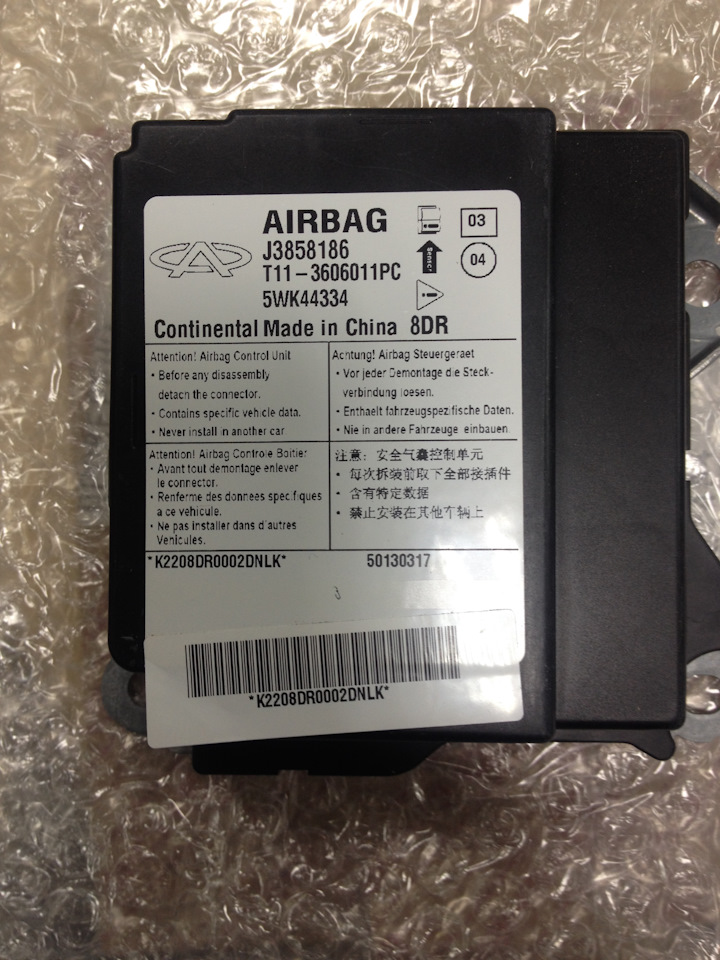 AIRBAG
03
J3858186
Sensor
04
T11-3606011PC
5WK44334
Continental Made in China 8DR
Attention! Airbag Control Unit
• Before any disassembly
detach the connector.
• Contains specific vehicle data.
• Never install in another car
Achtung! Airbag Steuergeraet
• Vor jeder Demontage die Steck-
verbindung loesen.
• Enthaelt fahrzeugspezifische Daten.
• Nie in andere Fahrzeuge einbauen.
Attention! Airbag Controle Boitier
• Avant tout demontage enlever
le connector.
• Renferme des donnees specifiques
a ce vehicule.
• Ne pas installer dans d'autres
Vehicules.
注意: 安全气囊控制单元
• 每次拆装前取下全部接插件
• 含有特定数据
• 禁止安装在其他车辆上
*K2208DR0002DNLK* 50130317
*K2208DR0002DNLK*